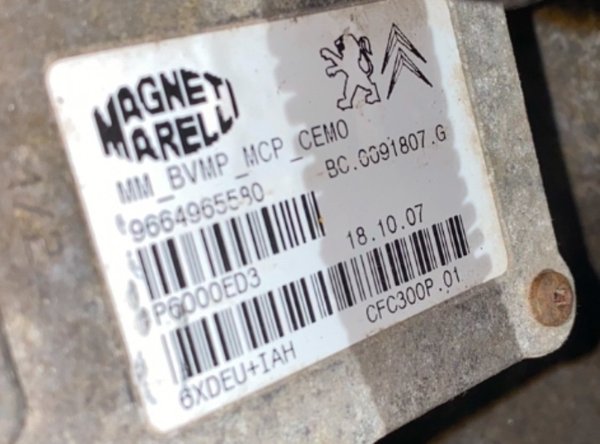 MAGNETI
MARELLI
MM_BVMP_MCP_CEMO
9664965580
BC.0091807.G
18.10.07
P6000ED3
CFC300P.01
6XDEU+IAH